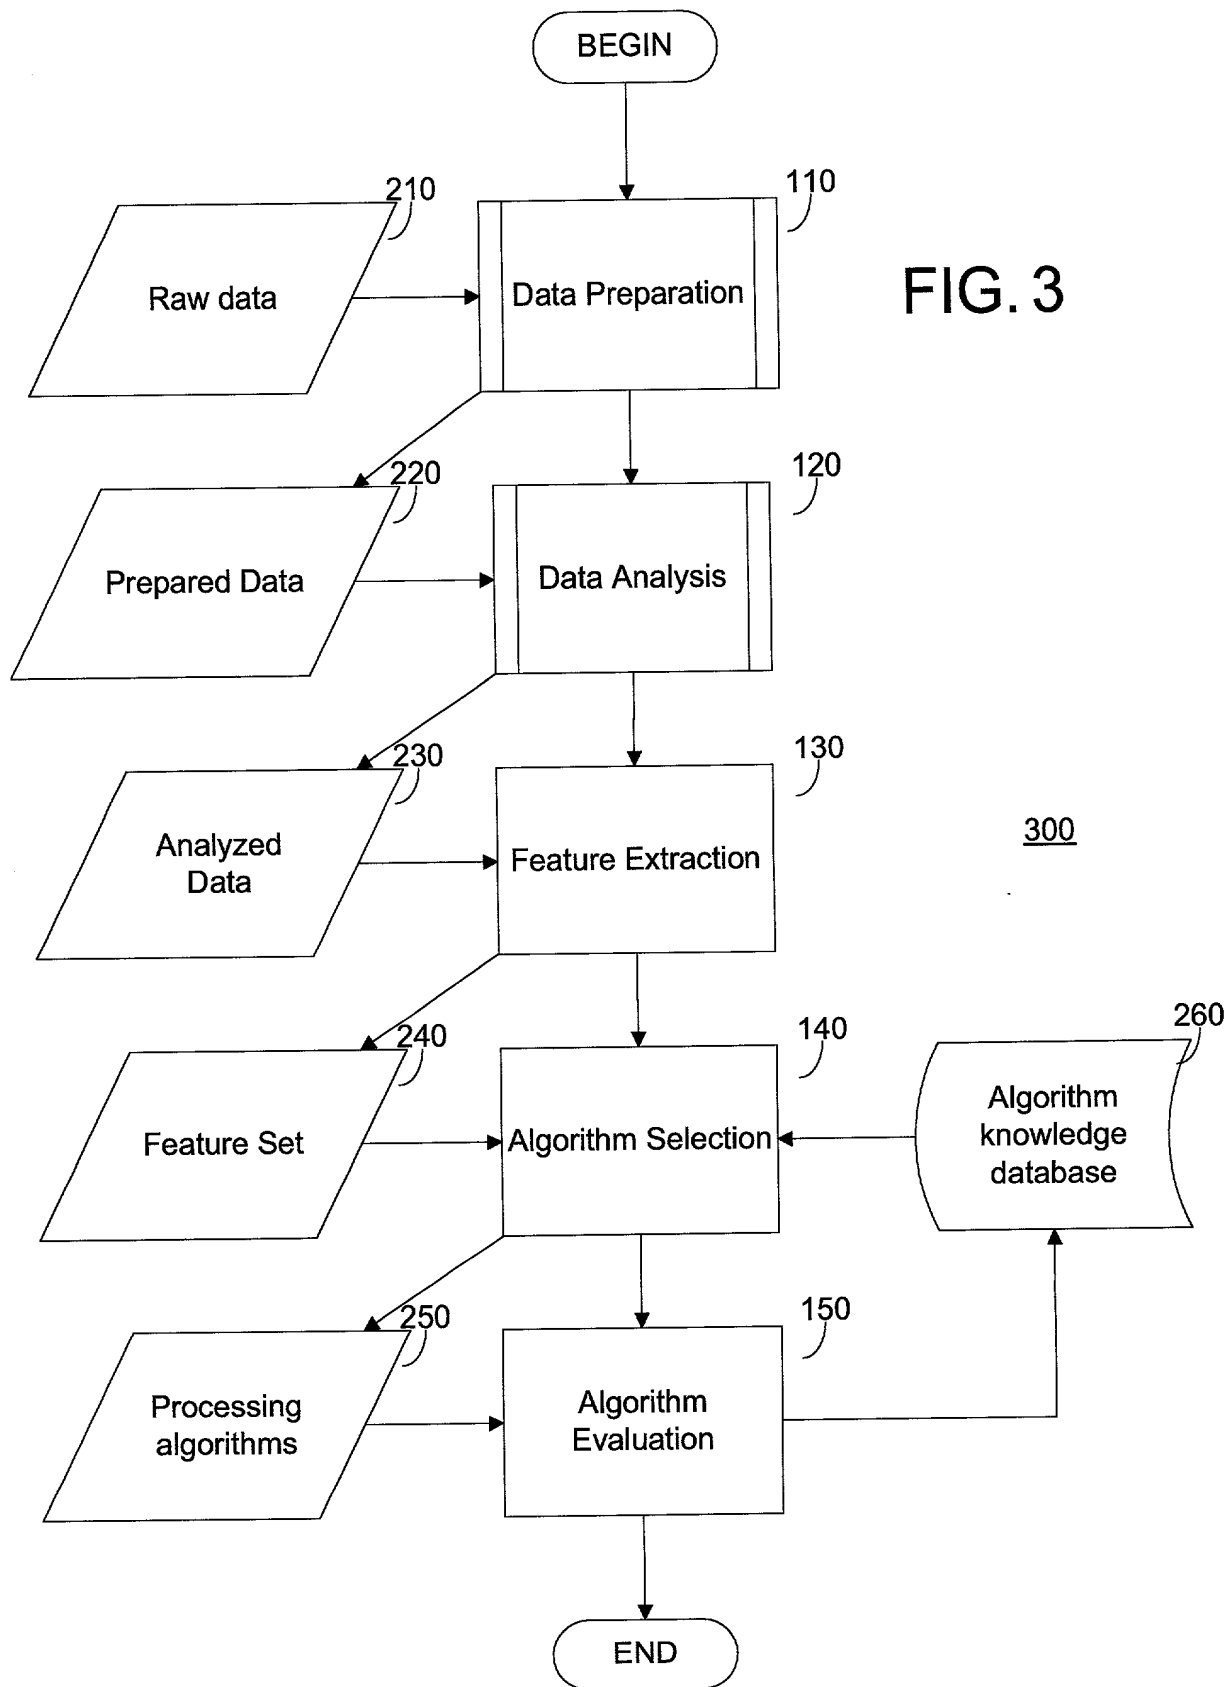 BEGIN
210
110
Raw data
Data Preparation
FIG. 3
220
120
Prepared Data
Data Analysis
230
130
Analyzed
Data
Feature Extraction
300
240
140
260
Feature Set
Algorithm Selection
Algorithm
knowledge
database
250
150
Processing
algorithms
Algorithm
Evaluation
END